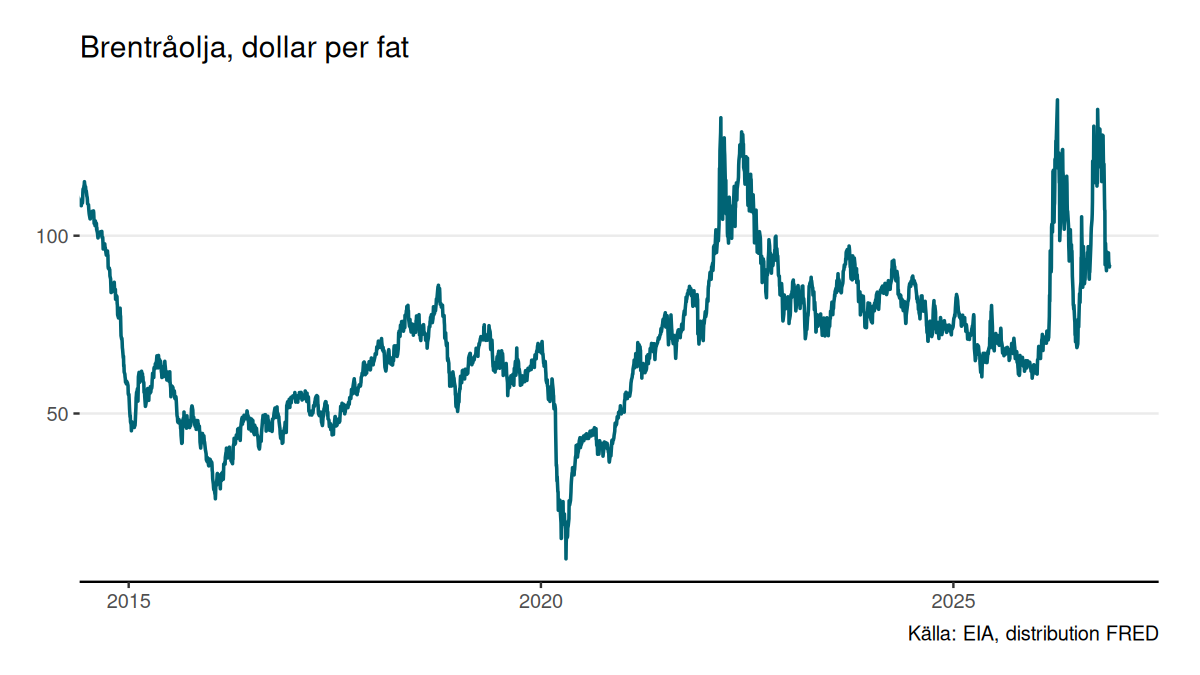 Brentråolja, dollar per fat
100
50
2015
2020
2025
Källa: EIA, distribution FRED